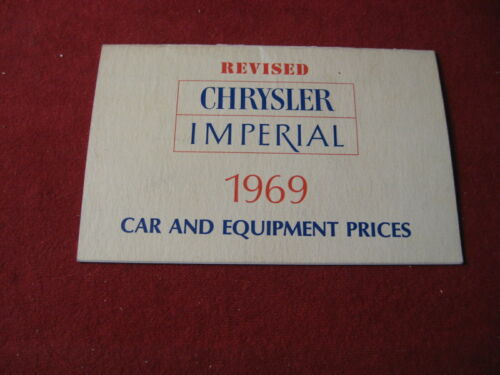 REVISED
CHRYSLER
IMPERIAL
1969
CAR AND EQUIPMENT PRICES